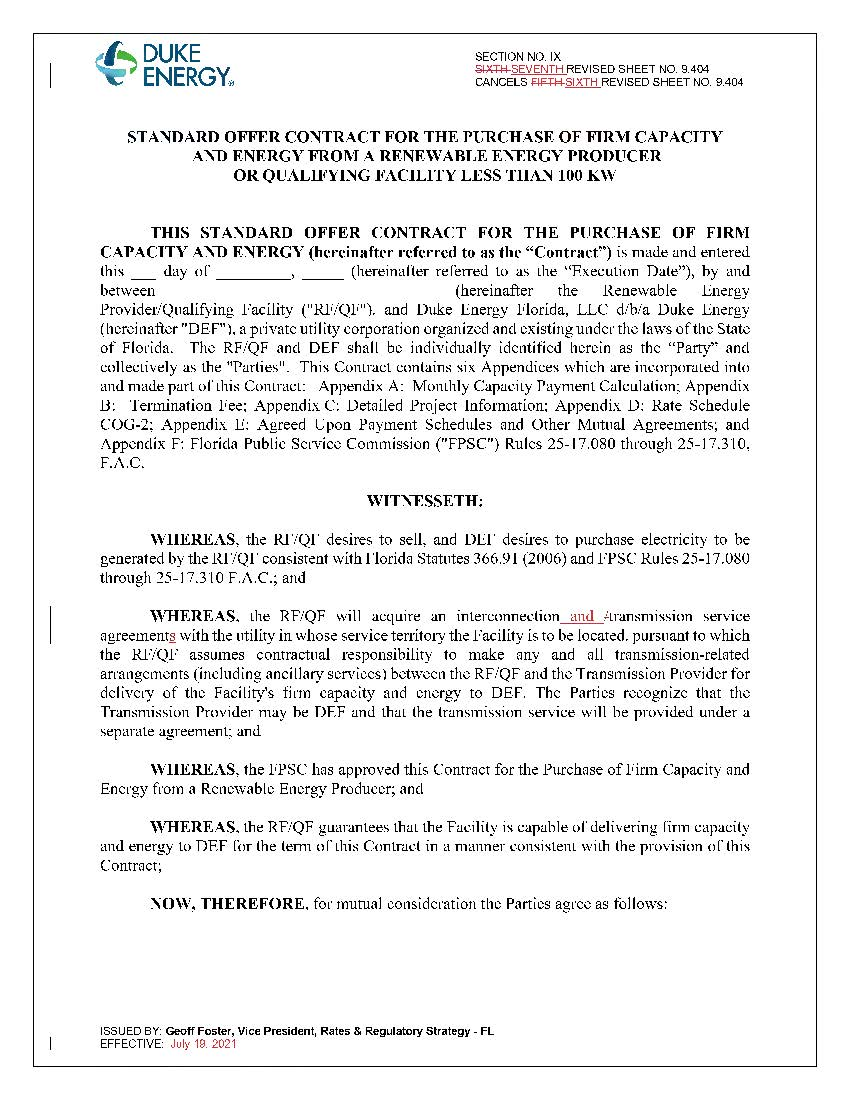 DUKE
ENERGY®
SECTION NO. IX
SIXTH SEVENTH REVISED SHEET NO. 9.404
CANCELS FIFTH SIXTH REVISED SHEET NO. 9.404
STANDARD OFFER CONTRACT FOR THE PURCHASE OF FIRM CAPACITY
AND ENERGY FROM A RENEWABLE ENERGY PRODUCER
OR QUALIFYING FACILITY LESS THAN 100 KW
THIS STANDARD OFFER CONTRACT FOR THE PURCHASE OF FIRM
CAPACITY AND ENERGY (hereinafter referred to as the “Contract”) is made and entered
this ___ day of _________, _____ (hereinafter referred to as the “Execution Date”), by and
between (hereinafter the Renewable Energy
Provider/Qualifying Facility ("RF/QF"), and Duke Energy Florida, LLC d/b/a Duke Energy
(hereinafter "DEF"), a private utility corporation organized and existing under the laws of the State
of Florida. The RF/QF and DEF shall be individually identified herein as the “Party” and
collectively as the "Parties". This Contract contains six Appendices which are incorporated into
and made part of this Contract: Appendix A: Monthly Capacity Payment Calculation; Appendix
B: Termination Fee; Appendix C: Detailed Project Information; Appendix D: Rate Schedule
COG-2; Appendix E: Agreed Upon Payment Schedules and Other Mutual Agreements; and
Appendix F: Florida Public Service Commission ("FPSC") Rules 25-17.080 through 25-17.310,
F.A.C.
WITNESSETH:
WHEREAS, the RF/QF desires to sell, and DEF desires to purchase electricity to be
generated by the RF/QF consistent with Florida Statutes 366.91 (2006) and FPSC Rules 25-17.080
through 25-17.310 F.A.C.; and
WHEREAS, the RF/QF will acquire an interconnection and /transmission service
agreements with the utility in whose service territory the Facility is to be located, pursuant to which
the RF/QF assumes contractual responsibility to make any and all transmission-related
arrangements (including ancillary services) between the RF/QF and the Transmission Provider for
delivery of the Facility's firm capacity and energy to DEF. The Parties recognize that the
Transmission Provider may be DEF and that the transmission service will be provided under a
separate agreement; and
WHEREAS, the FPSC has approved this Contract for the Purchase of Firm Capacity and
Energy from a Renewable Energy Producer; and
WHEREAS, the RF/QF guarantees that the Facility is capable of delivering firm capacity
and energy to DEF for the term of this Contract in a manner consistent with the provision of this
Contract;
NOW, THEREFORE, for mutual consideration the Parties agree as follows:
ISSUED BY: Geoff Foster, Vice President, Rates & Regulatory Strategy - FL
EFFECTIVE: July 19, 2021